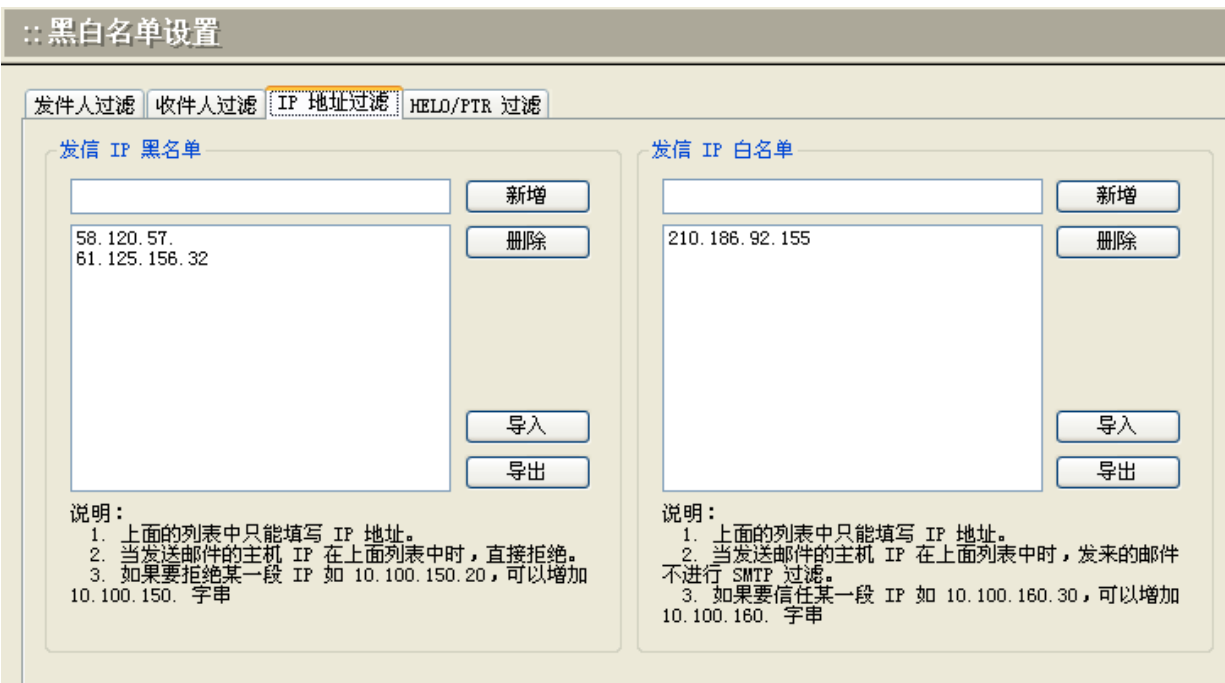 :: 黑白名单设置
发件人过滤 收件人过滤 IP 地址过滤 HELO/PTR 过滤
发信 IP 黑名单
新增
58.120.57.
61.125.156.32
删除
导入
导出
说明：
1. 上面的列表中只能填写 IP 地址。
2. 当发送邮件的主机 IP 在上面列表中时，直接拒绝。
3. 如果要拒绝某一段 IP 如 10.100.150.20，可以增加
10.100.150. 字串
发信 IP 白名单
新增
210.186.92.155
删除
导入
导出
说明：
1. 上面的列表中只能填写 IP 地址。
2. 当发送邮件的主机 IP 在上面列表中时，发来的邮件
不进行 SMTP 过滤。
3. 如果要信任某一段 IP 如 10.100.160.30，可以增加
10.100.160. 字串